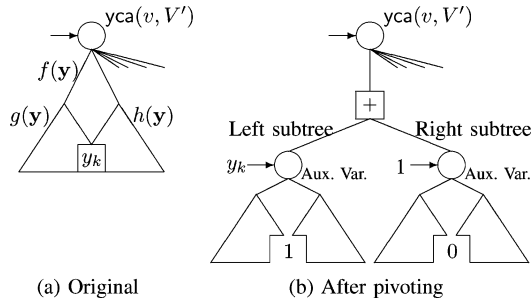 yca(v, V′)
f(y)
g(y)
h(y)
y_k
(a) Original
yca(v, V′)
+
Left subtree
Right subtree
y_k
Aux. Var.
1
Aux. Var.
1
0
(b) After pivoting